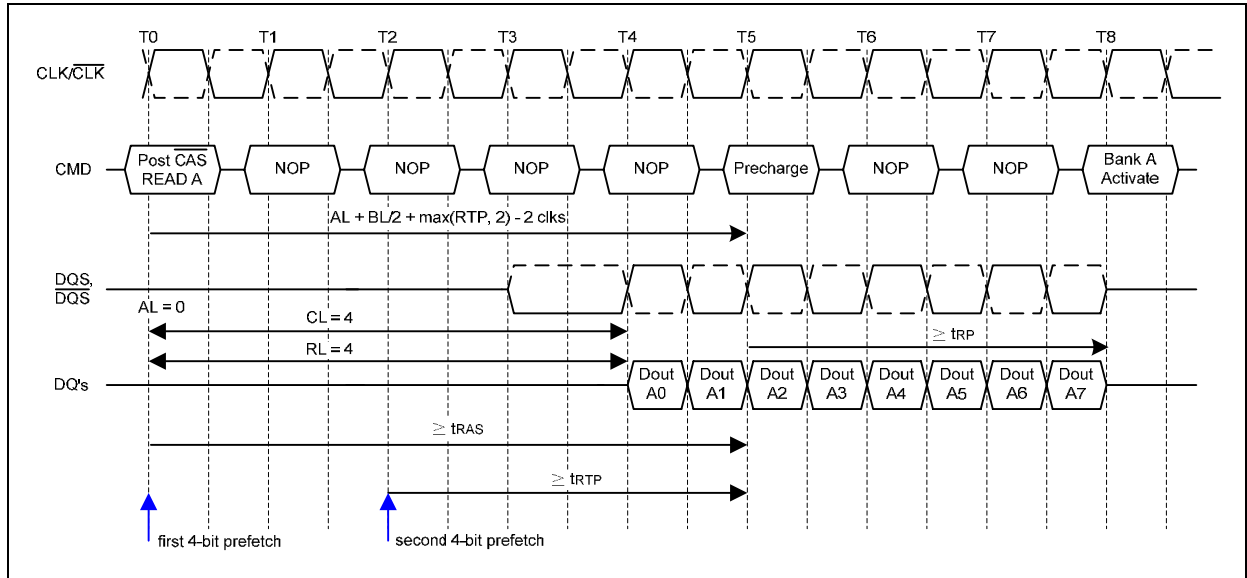 T0 T1 T2 T3 T4 T5 T6 T7 T8
CLK/CLK
CMD
Post CAS
READ A
NOP
NOP
NOP
NOP
Precharge
NOP
NOP
Bank A
Activate
AL + BL/2 + max(RTP, 2) - 2 clks
DQS,
DQS
AL = 0
CL = 4
RL = 4
≥ tRP
DQ's
Dout
A0
Dout
A1
Dout
A2
Dout
A3
Dout
A4
Dout
A5
Dout
A6
Dout
A7
≥ tRAS
≥ tRTP
first 4-bit prefetch
second 4-bit prefetch